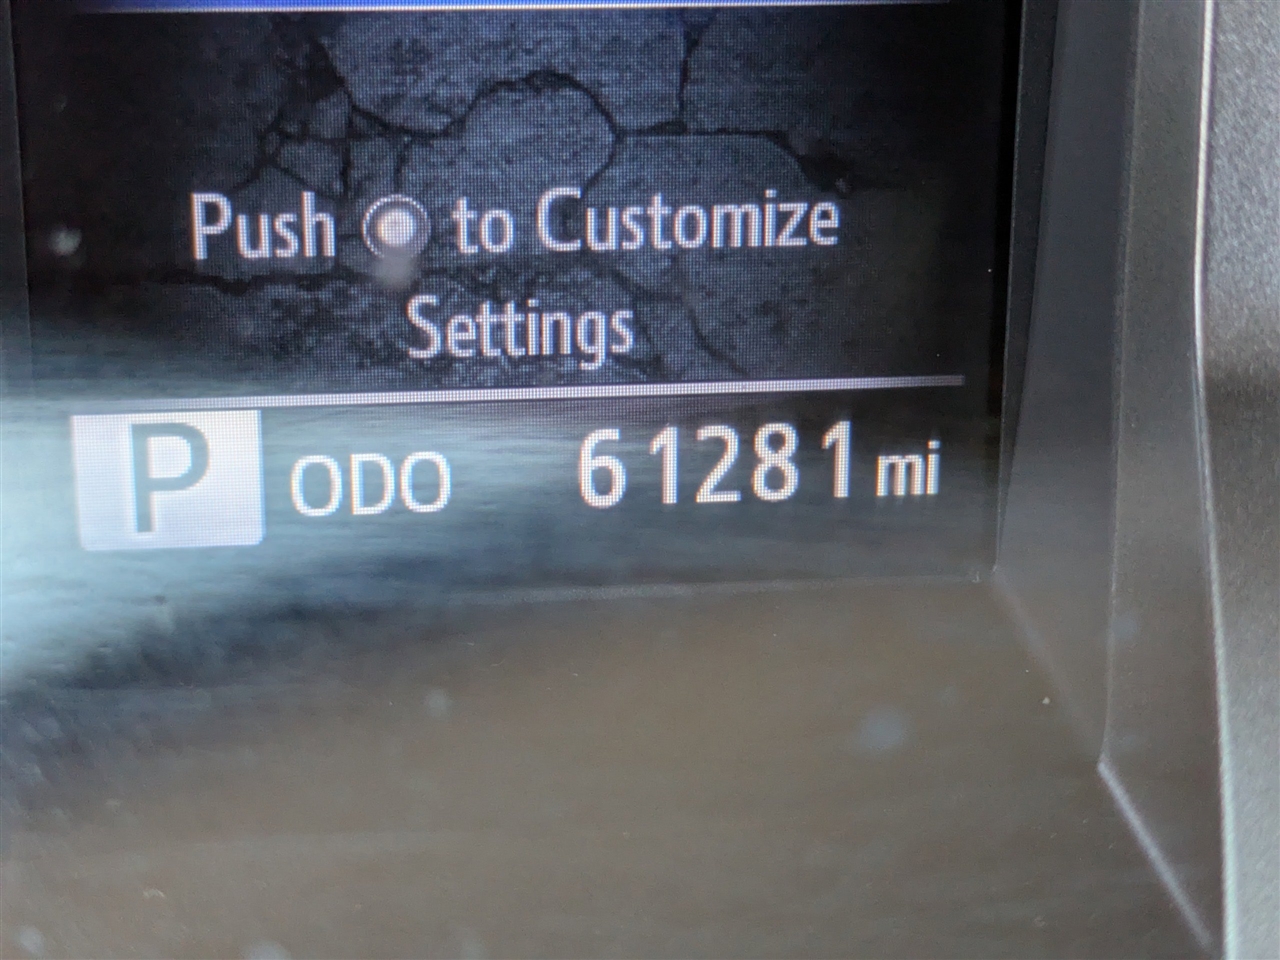 Push to Customize
Settings
P ODO 61281 mi